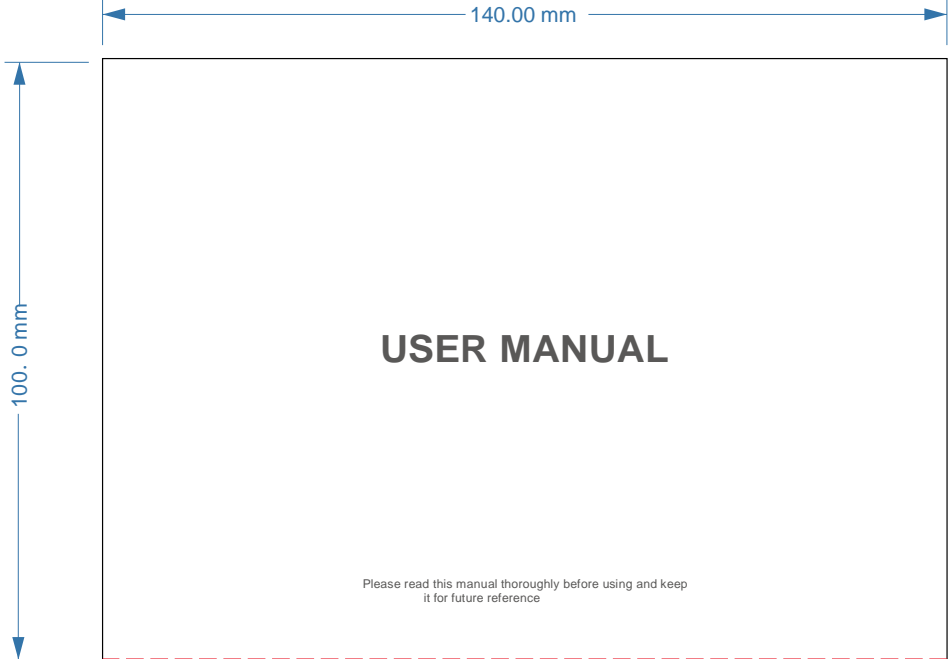 140.00 mm
100. 0 mm
USER MANUAL
Please read this manual thoroughly before using and keep
it for future reference